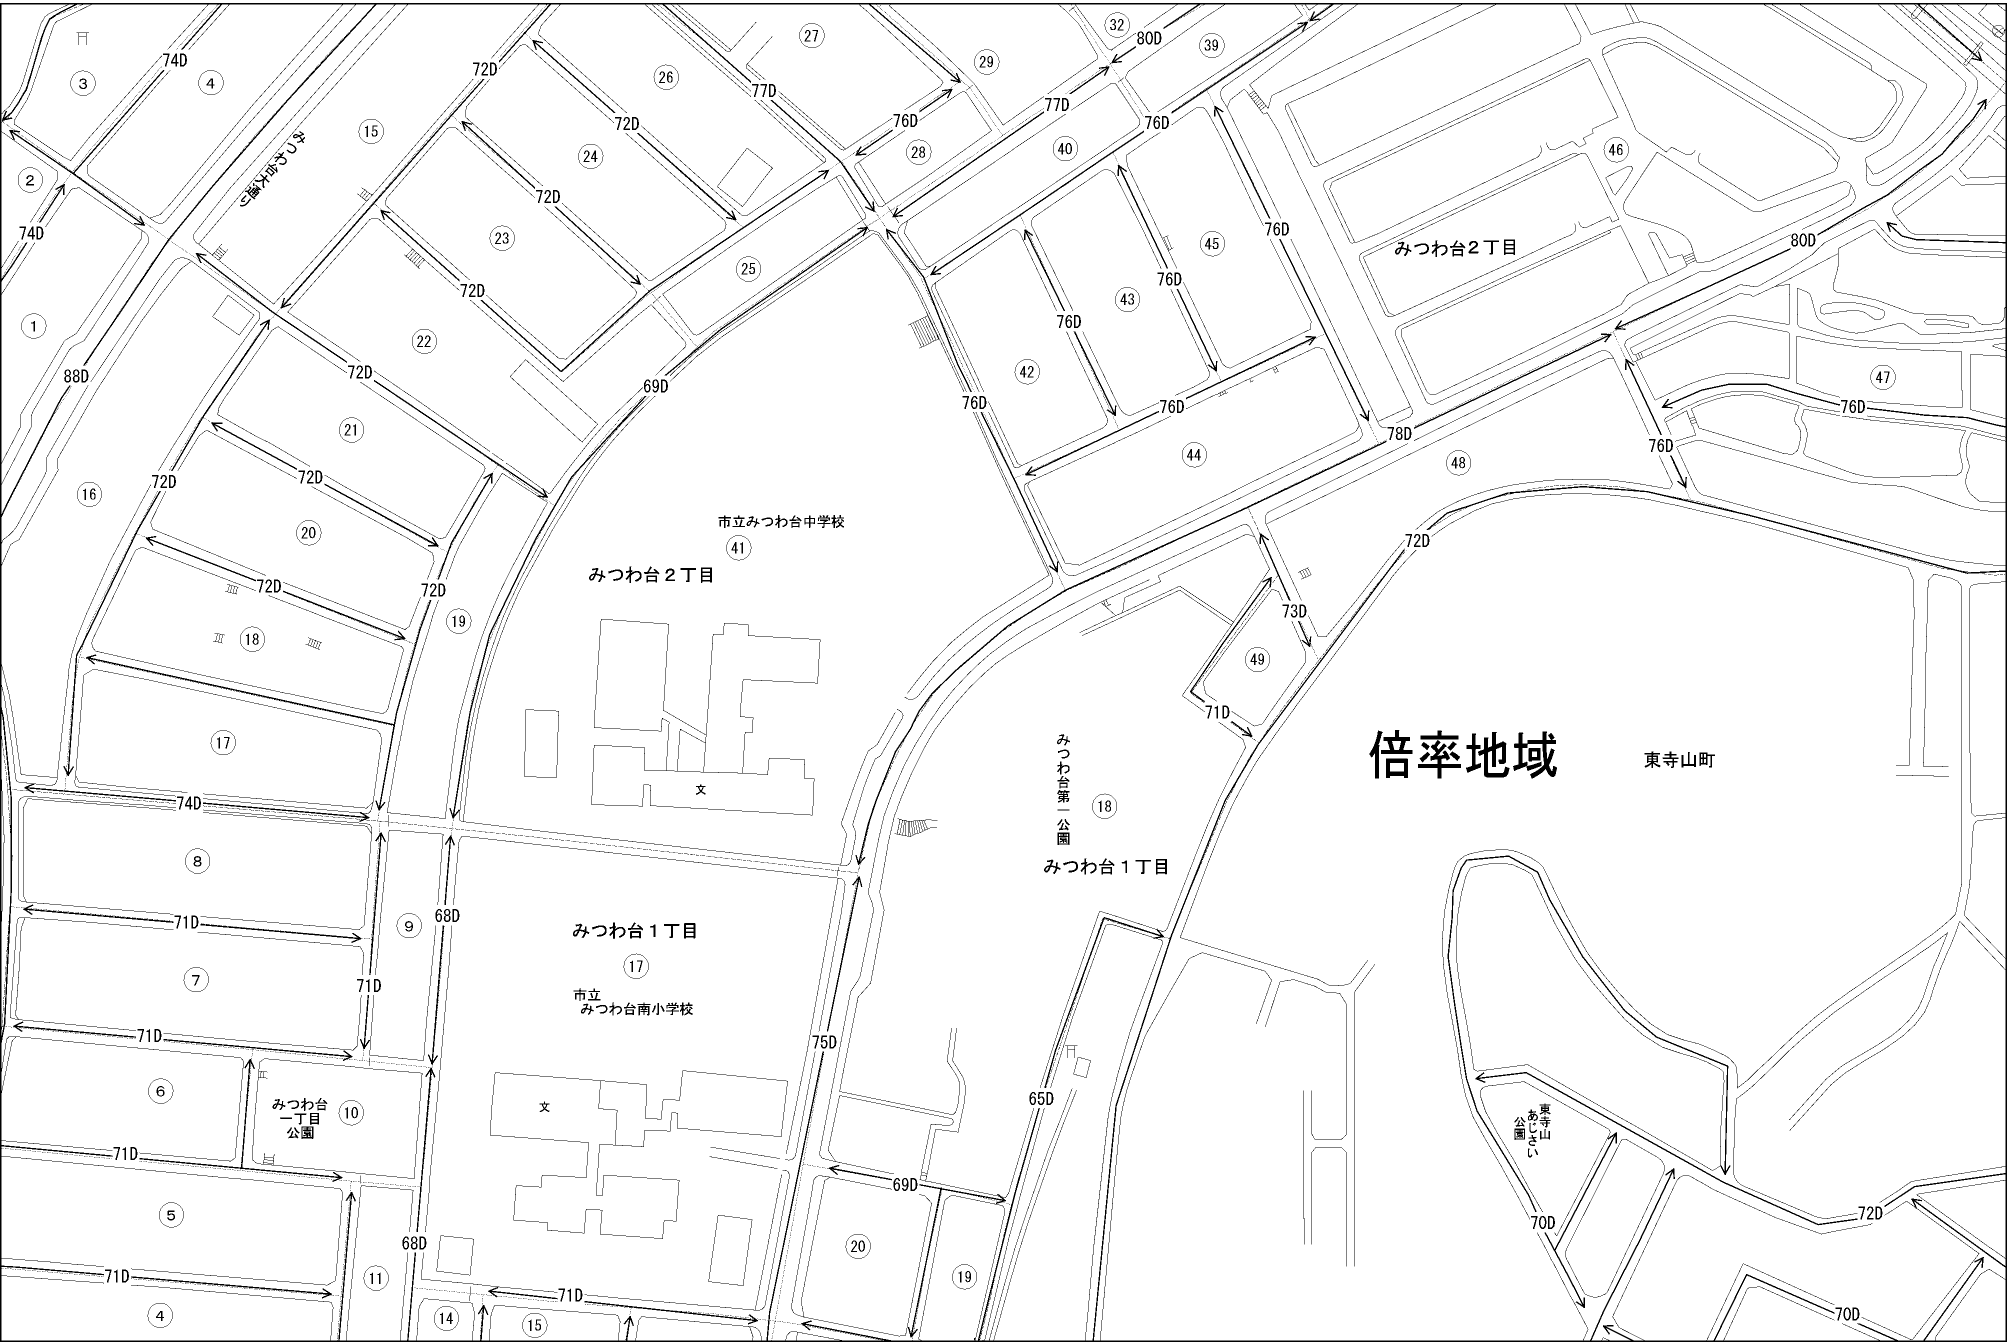 32
27
80D
39
26
29
74D
3
4
72D
77D
77D
15
76D
76D
72D
24
28
40
46
みつわ台大通り
2
72D
74D
23
25
45
76D
みつわ台2丁目
80D
72D
76D
43
1
76D
22
88D
72D
69D
42
47
76D
76D
76D
21
78D
76D
44
48
72D
72D
16
市立みつわ台中学校
41
20
72D
みつわ台2丁目
72D
72D
73D
19
18
49
71D
17
倍率地域
東寺山町
みつわ台第一公園
74D
18
8
みつわ台1丁目
71D
9
68D
みつわ台1丁目
17
7
71D
市立
みつわ台南小学校
71D
75D
6
みつわ台
一丁目
公園
10
文
文
65D
東寺山
あじさい
公園
71D
69D
5
70D
72D
68D
20
71D
11
19
71D
4
14
15
70D